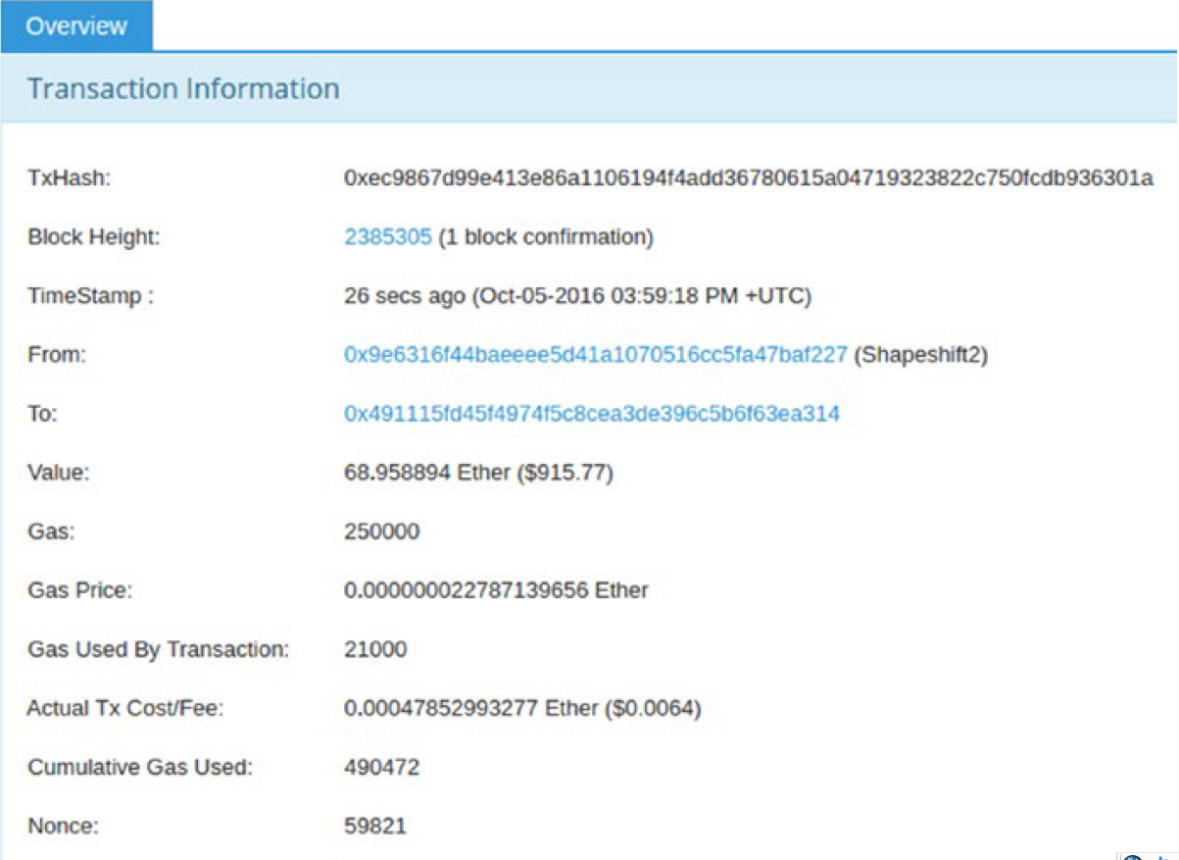 Overview
Transaction Information
TxHash: 0xec9867d99e413e86a1106194f4add36780615a04719323822c750fcdb936301a
Block Height: 2385305 (1 block confirmation)
TimeStamp : 26 secs ago (Oct-05-2016 03:59:18 PM +UTC)
From: 0x9e6316f44baeeee5d41a1070516cc5fa47baf227 (Shapeshift2)
To: 0x491115fd45f4974f5c8cea3de396c5b6f63ea314
Value: 68.958894 Ether ($915.77)
Gas: 250000
Gas Price: 0.000000022787139656 Ether
Gas Used By Transaction: 21000
Actual Tx Cost/Fee: 0.00047852993277 Ether ($0.0064)
Cumulative Gas Used: 490472
Nonce: 59821